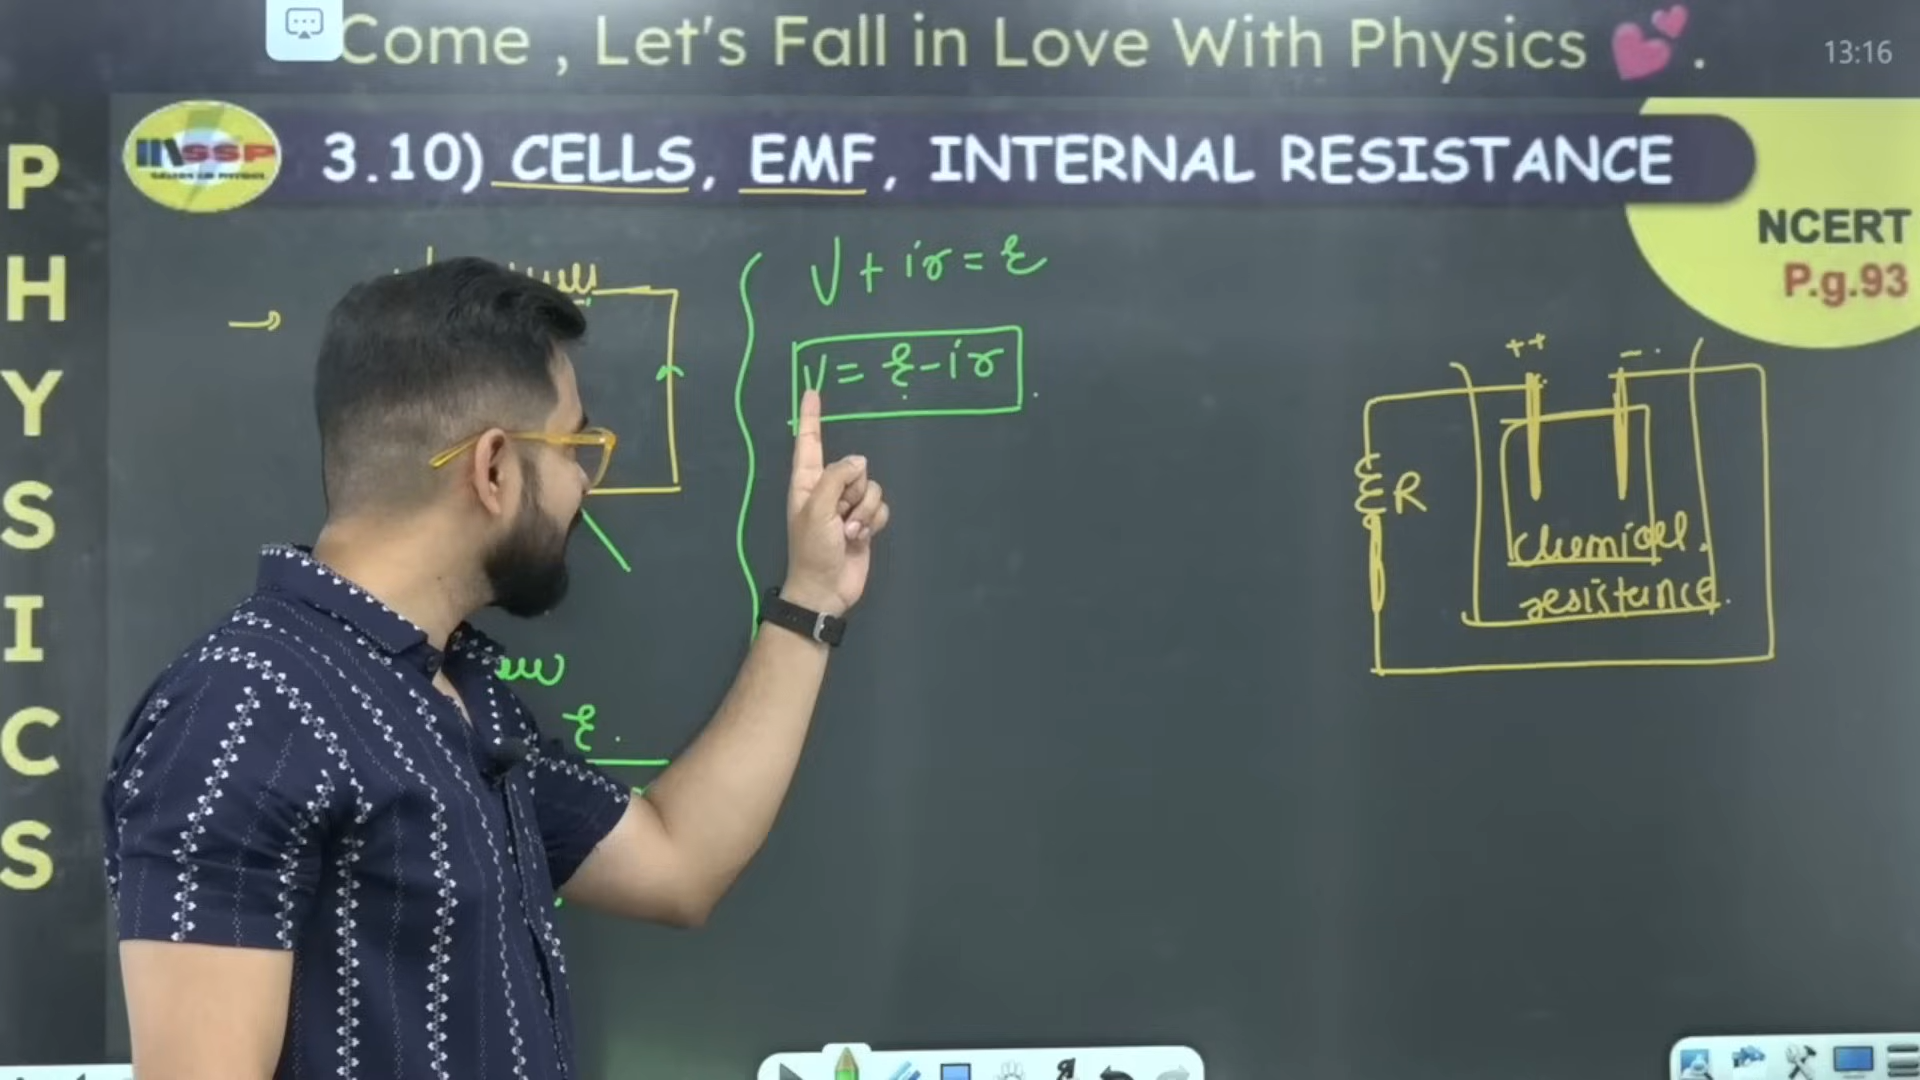 Come , Let's Fall in Love With Physics 💕 .
13:16
INSSP
3.10) CELLS, EMF, INTERNAL RESISTANCE
NCERT
P.g.93
PHYSICS
V + ir = ε
V = ε - ir
++
--
R
chemical
resistance
ε